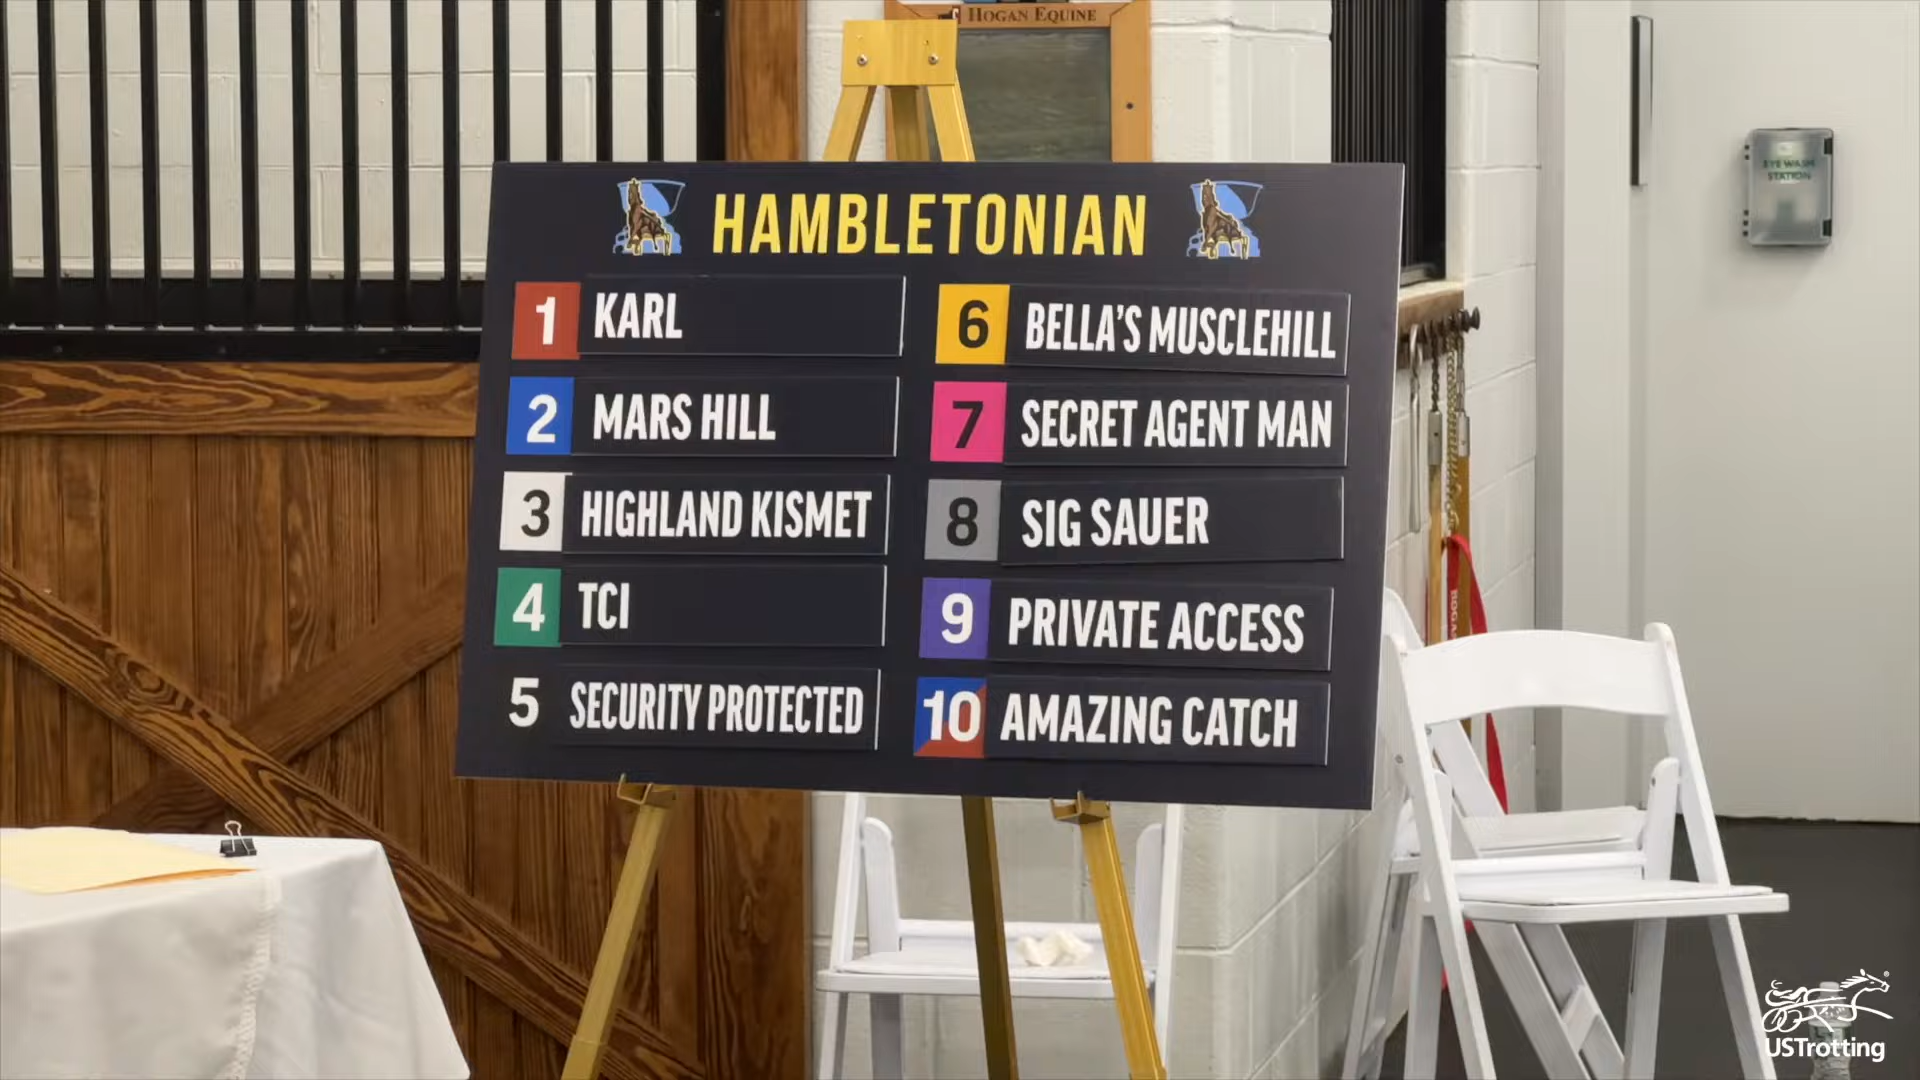 HOGAN EQUINE
EYE WASH
STATION
HAMBLETONIAN
1 KARL
2 MARS HILL
3 HIGHLAND KISMET
4 TCI
5 SECURITY PROTECTED
6 BELLA'S MUSCLEHILL
7 SECRET AGENT MAN
8 SIG SAUER
9 PRIVATE ACCESS
10 AMAZING CATCH
USTrotting